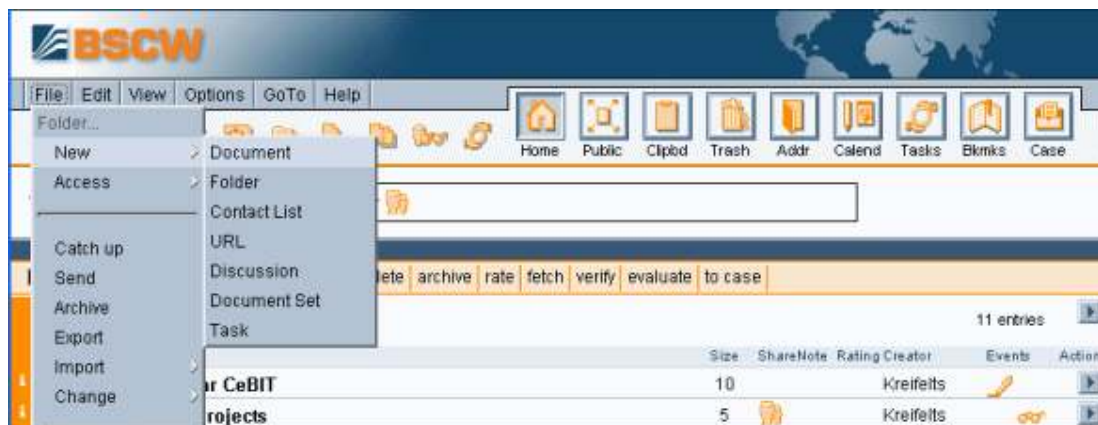 BSCW
File Edit View Options GoTo Help
Folder...
New
Access
Catch up
Send
Archive
Export
Import
Change
Document
Folder
Contact List
URL
Discussion
Document Set
Task
Home Public Clipbd Trash Addr Calend Tasks Bkmks Case
lete archive rate fetch verify evaluate to case
11 entries
Size ShareNote Rating Creator Events Action
ar CeBIT 10 Kreifelts
rojects 5 Kreifelts